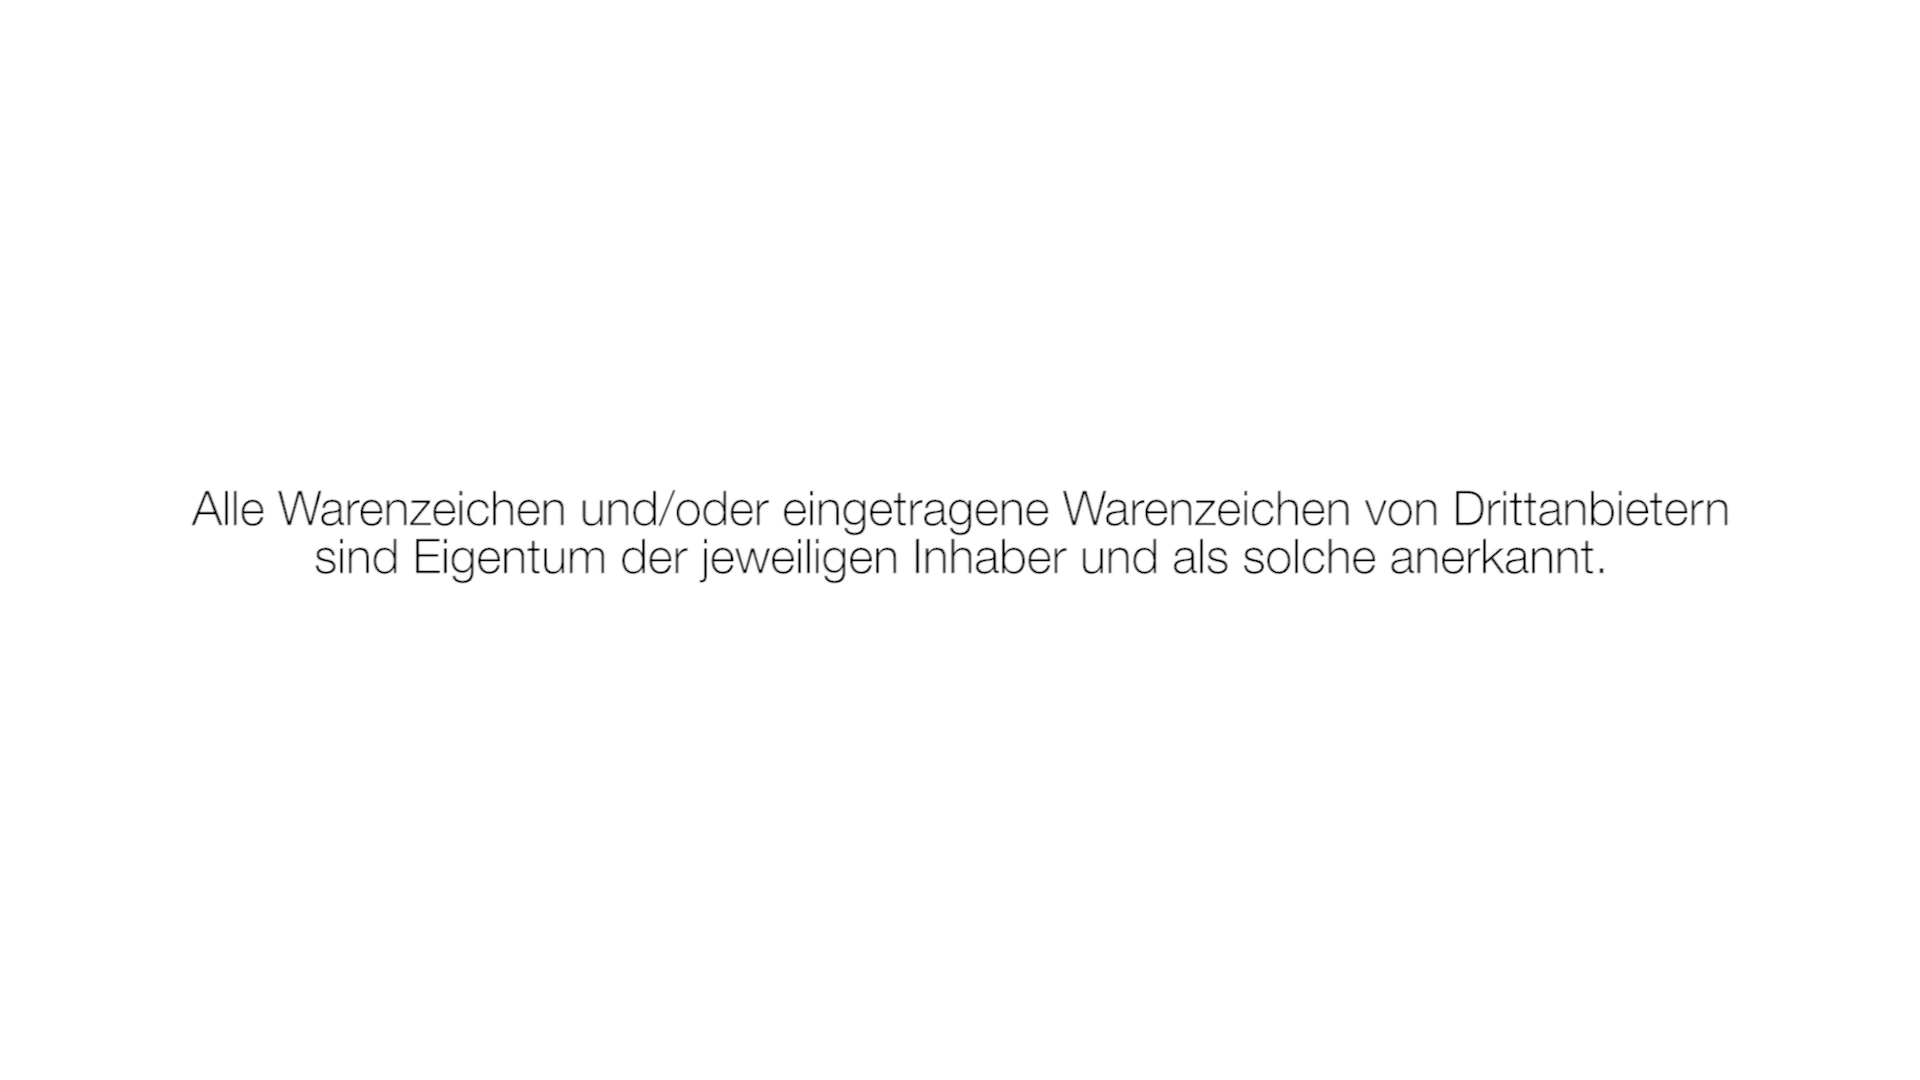 Alle Warenzeichen und/oder eingetragene Warenzeichen von Drittanbietern
sind Eigentum der jeweiligen Inhaber und als solche anerkannt.